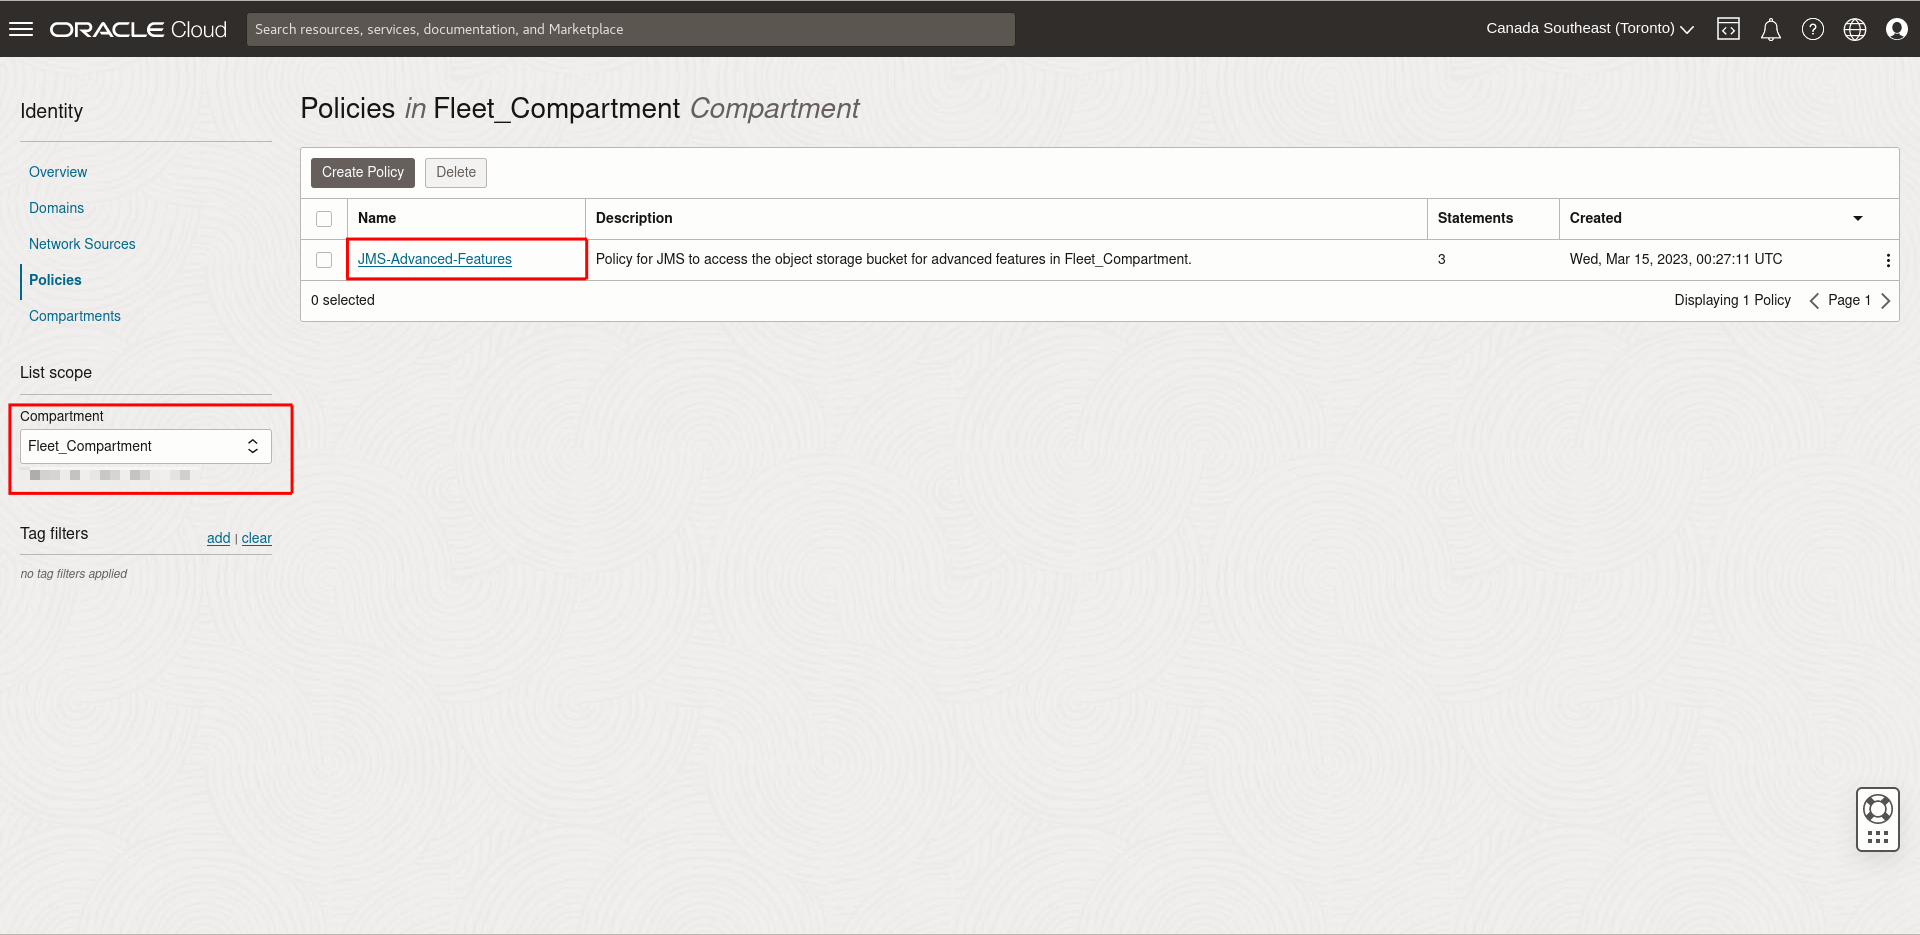 ORACLE Cloud
Search resources, services, documentation, and Marketplace
Canada Southeast (Toronto)
Identity
Overview
Domains
Network Sources
Policies
Compartments
List scope
Compartment
Fleet_Compartment
Tag filters
add | clear
no tag filters applied
Policies in Fleet_Compartment Compartment
Create Policy Delete
Name Description Statements Created
JMS-Advanced-Features Policy for JMS to access the object storage bucket for advanced features in Fleet_Compartment. 3 Wed, Mar 15, 2023, 00:27:11 UTC
0 selected Displaying 1 Policy Page 1